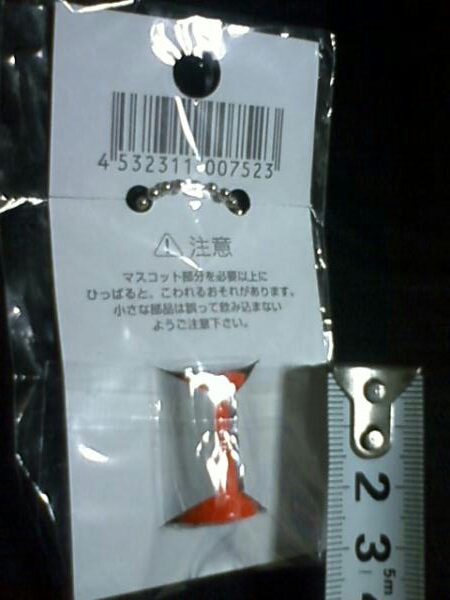 4 532311 007523
注意
マスコット部分を必要以上に
ひっぱると、こわれるおそれがあります。
小さな部品は誤って飲み込まない
ようご注意下さい。
2
3
5m